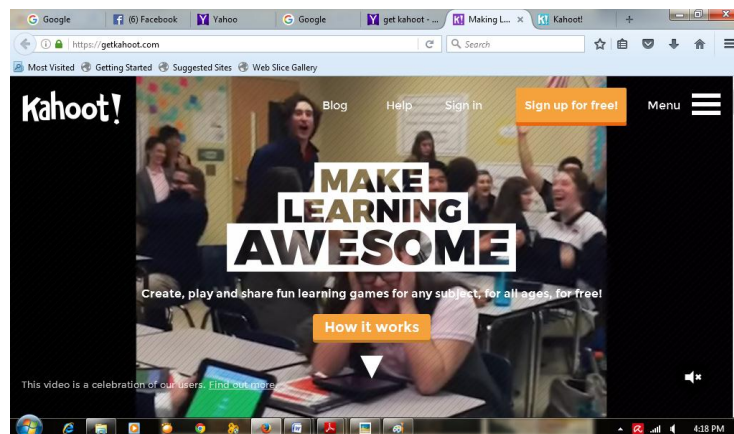 Google
(6) Facebook
Yahoo
Google
get kahoot - ...
Making L...
Kahoot!
https://getkahoot.com
Search
Most Visited
Getting Started
Suggested Sites
Web Slice Gallery
Kahoot!
Blog
Help
Sign in
Sign up for free!
Menu
MAKE
LEARNING
AWESOME
Create, play and share fun learning games for any subject, for all ages, for free!
How it works
This video is a celebration of our users. Find out more.
4:18 PM